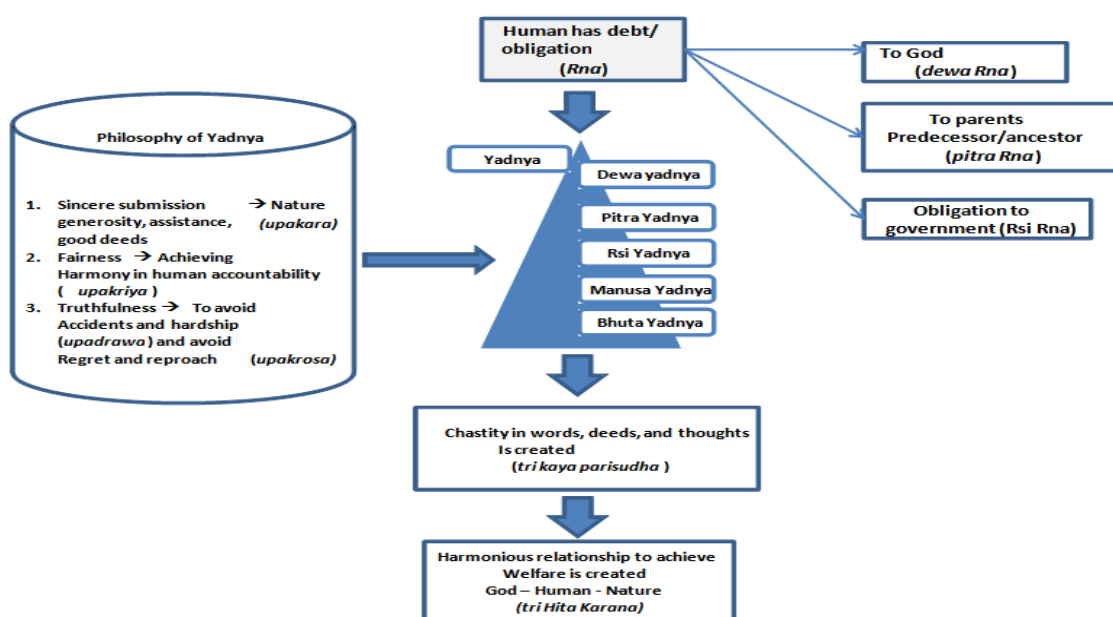 Human has debt/
obligation
(Rna)
To God
(dewa Rna)
To parents
Predecessor/ancestor
(pitra Rna)
Obligation to
government (Rsi Rna)
Philosophy of Yadnya
1. Sincere submission → Nature
generosity, assistance, (upakara)
good deeds
2. Fairness → Achieving
Harmony in human accountability
( upakriya )
3. Truthfulness → To avoid
Accidents and hardship
(upadrawa) and avoid
Regret and reproach (upakrosa)
Yadnya
Dewa yadnya
Pitra Yadnya
Rsi Yadnya
Manusa Yadnya
Bhuta Yadnya
Chastity in words, deeds, and thoughts
Is created
(tri kaya parisudha )
Harmonious relationship to achieve
Welfare is created
God – Human - Nature
(tri Hita Karana)